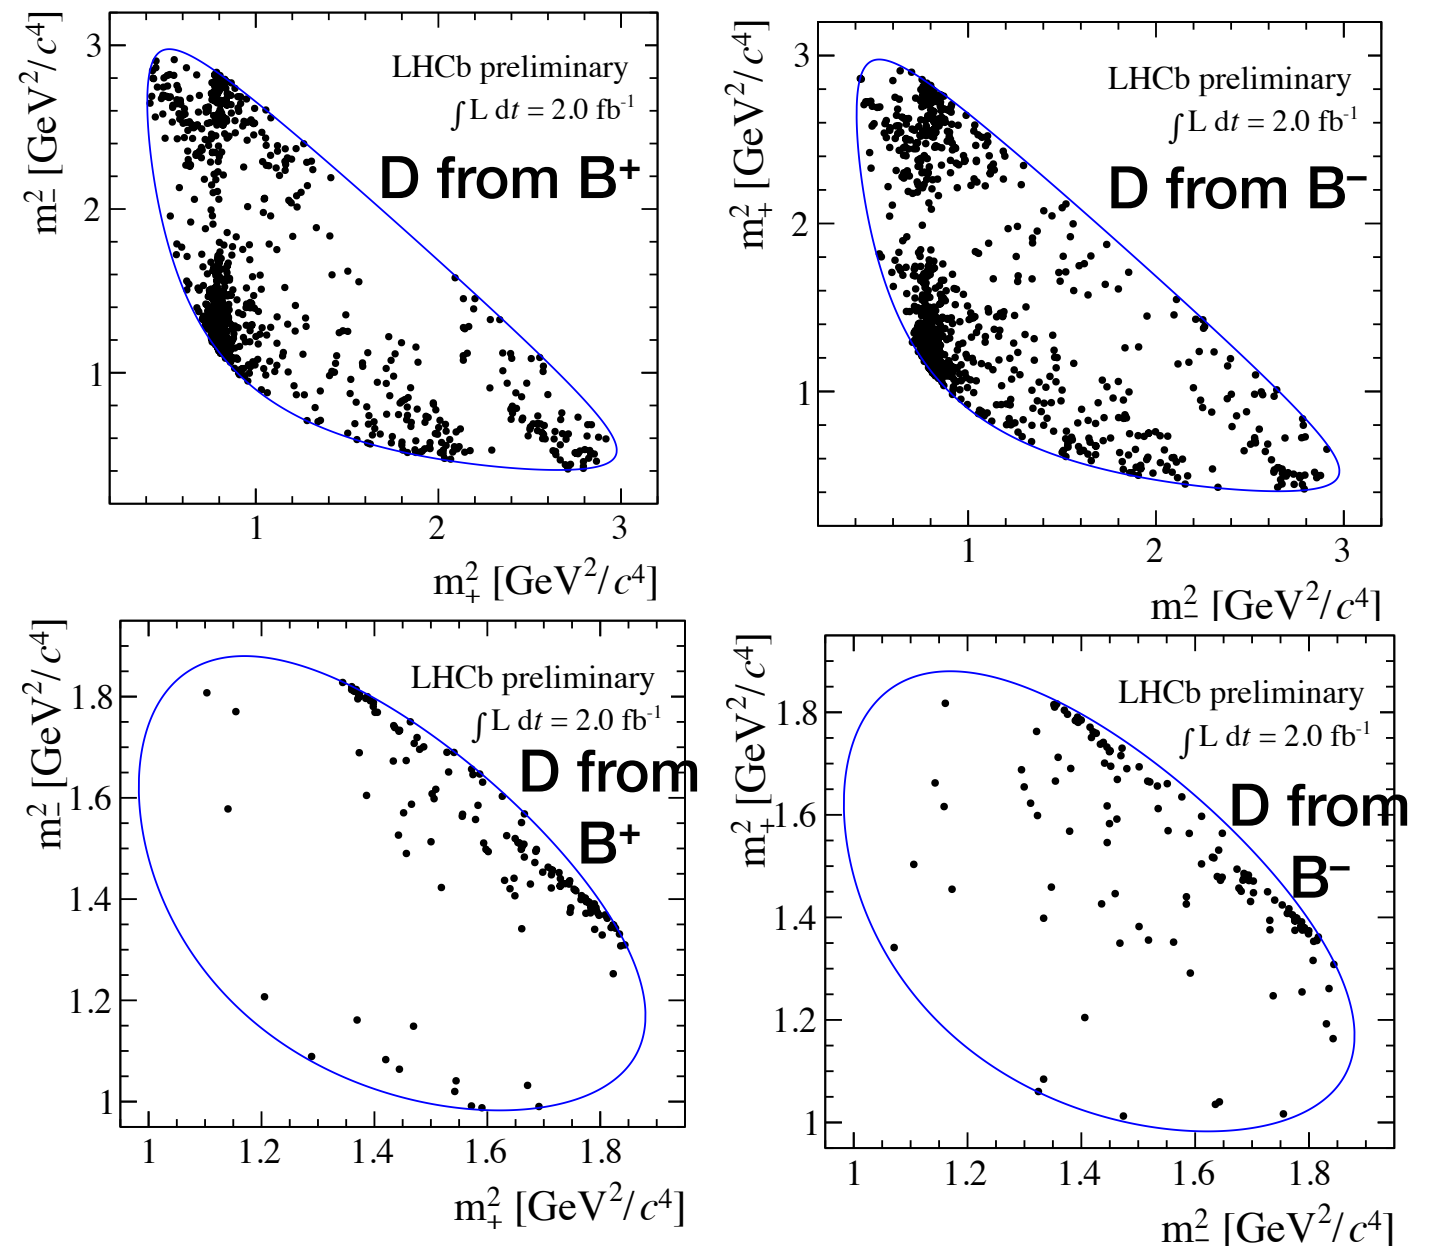 m²₋ [GeV²/c⁴]
3
2
1
LHCb preliminary
∫L dt = 2.0 fb⁻¹
D from B⁺
1 2 3
m²₊ [GeV²/c⁴]
m²₊ [GeV²/c⁴]
3
2
1
LHCb preliminary
∫L dt = 2.0 fb⁻¹
D from B⁻
1 2 3
m²₋ [GeV²/c⁴]
m²₋ [GeV²/c⁴]
1.8
1.6
1.4
1.2
1
LHCb preliminary
∫L dt = 2.0 fb⁻¹
D from
B⁺
1 1.2 1.4 1.6 1.8
m²₊ [GeV²/c⁴]
m²₊ [GeV²/c⁴]
1.8
1.6
1.4
1.2
1
LHCb preliminary
∫L dt = 2.0 fb⁻¹
D from
B⁻
1 1.2 1.4 1.6 1.8
m²₋ [GeV²/c⁴]